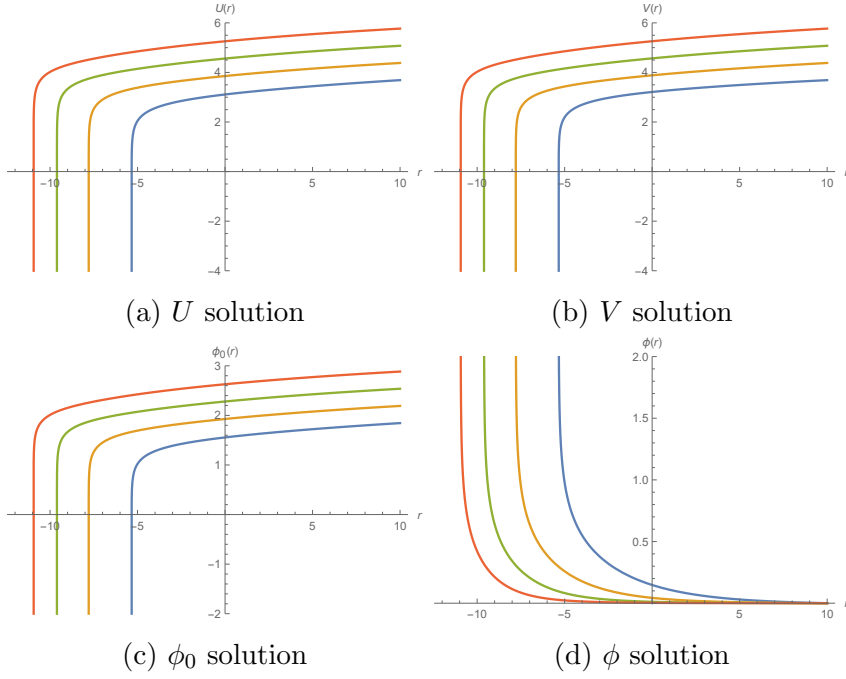 U(r)
6
4
2
-10 -5 5 10 r
-2
-4
(a) U solution
V(r)
6
4
2
-10 -5 5 10
-2
-4
(b) V solution
ϕ₀(r)
3
2
1
-10 -5 5 10 r
-1
-2
(c) ϕ₀ solution
ϕ(r)
2.0
1.5
1.0
0.5
-10 -5 5 10
(d) ϕ solution